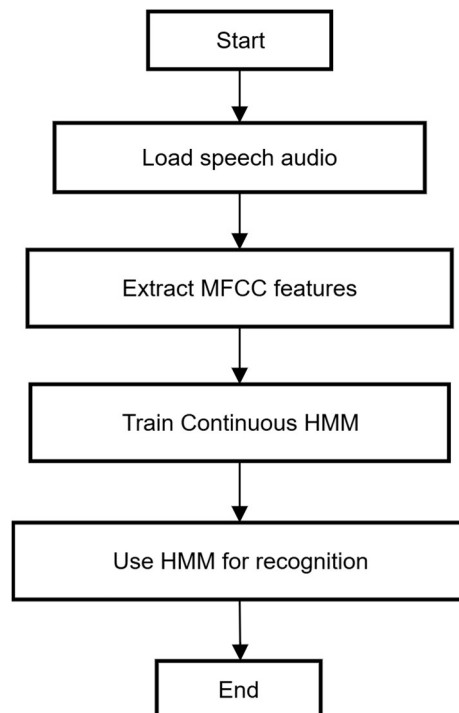 Start
Load speech audio
Extract MFCC features
Train Continuous HMM
Use HMM for recognition
End